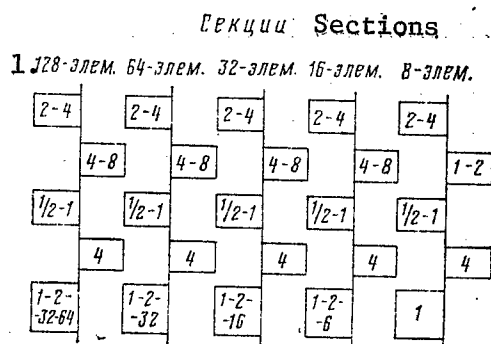 Секции Sections
1. 128-элем. 64-элем. 32-элем. 16-элем. 8-элем.
2-4 2-4 2-4 2-4 2-4
4-8 4-8 4-8 4-8 1-2
1/2-1 1/2-1 1/2-1 1/2-1 1/2-1
4 4 4 4 4
1-2- 1-2- 1-2- 1-2- 1
-32-64 -32 -16 -6